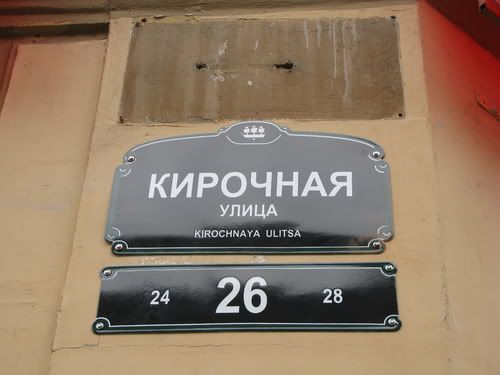 КИРОЧНАЯ
УЛИЦА
KIROCHNAYA ULITSA
24 26 28